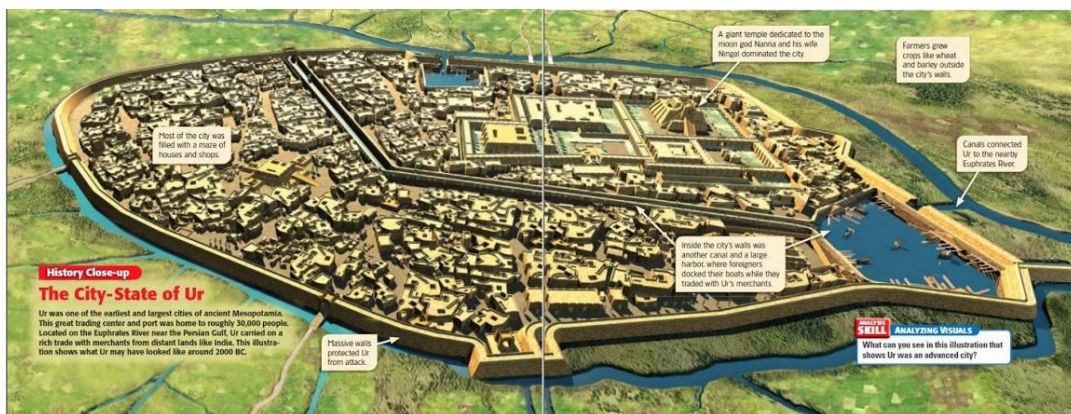 A giant temple dedicated to the
moon god Nanna and his wife
Ningal dominated the city.
Farmers grew
crops like wheat
and barley outside
the city's walls.
Most of the city was
filled with a maze of
houses and shops.
Canals connected
Ur to the nearby
Euphrates River.
Inside the city's walls was
another canal and a large
harbor, where foreigners
docked their boats while they
traded with Ur's merchants.
History Close-up
The City-State of Ur
Ur was one of the earliest and largest cities of ancient Mesopotamia.
This great trading center and port was home to roughly 30,000 people.
Located on the Euphrates River near the Persian Gulf, Ur carried on a
rich trade with merchants from distant lands like India. This illustra-
tion shows what Ur may have looked like around 2000 BC.
Massive walls
protected Ur
from attack.
ANALYSIS
SKILL
ANALYZING VISUALS
What can you see in this illustration that
shows Ur was an advanced city?